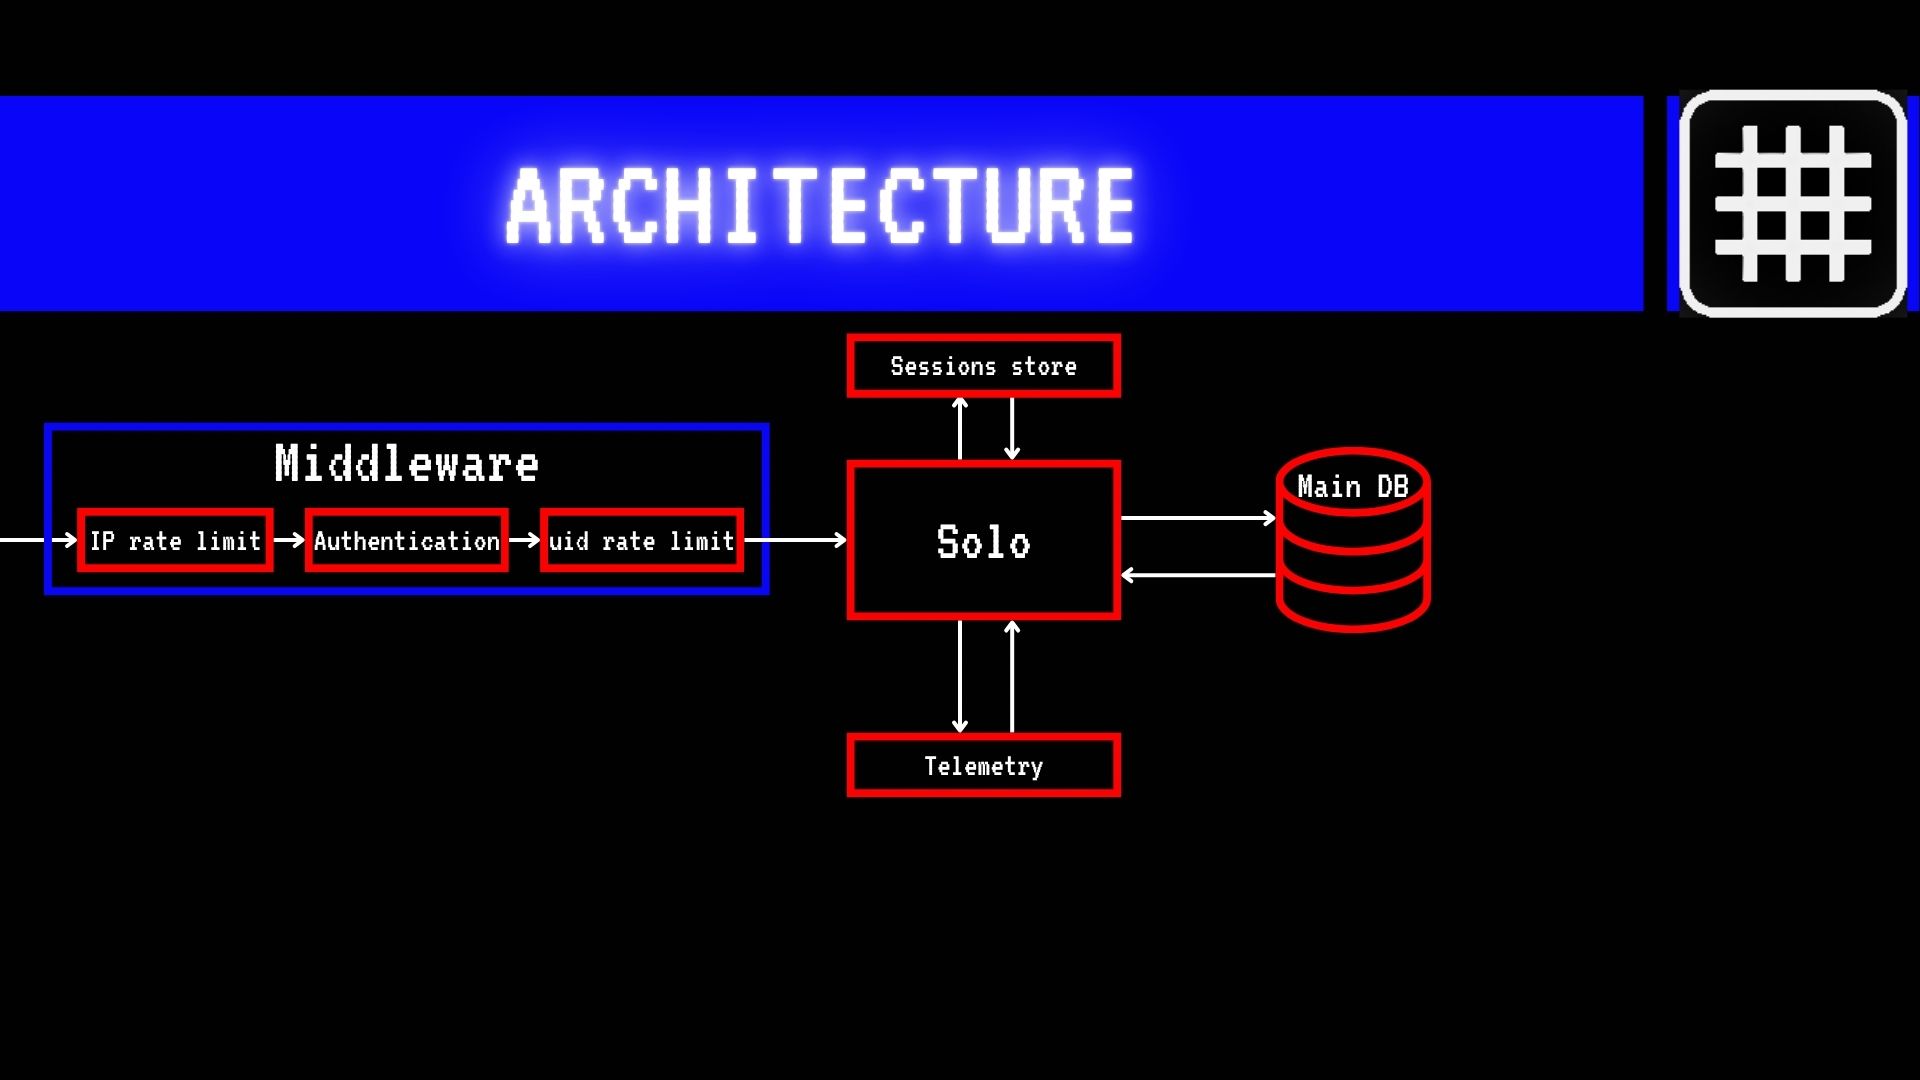 ARCHITECTURE
Sessions store
Middleware
IP rate limit
Authentication
uid rate limit
Solo
Main DB
Telemetry